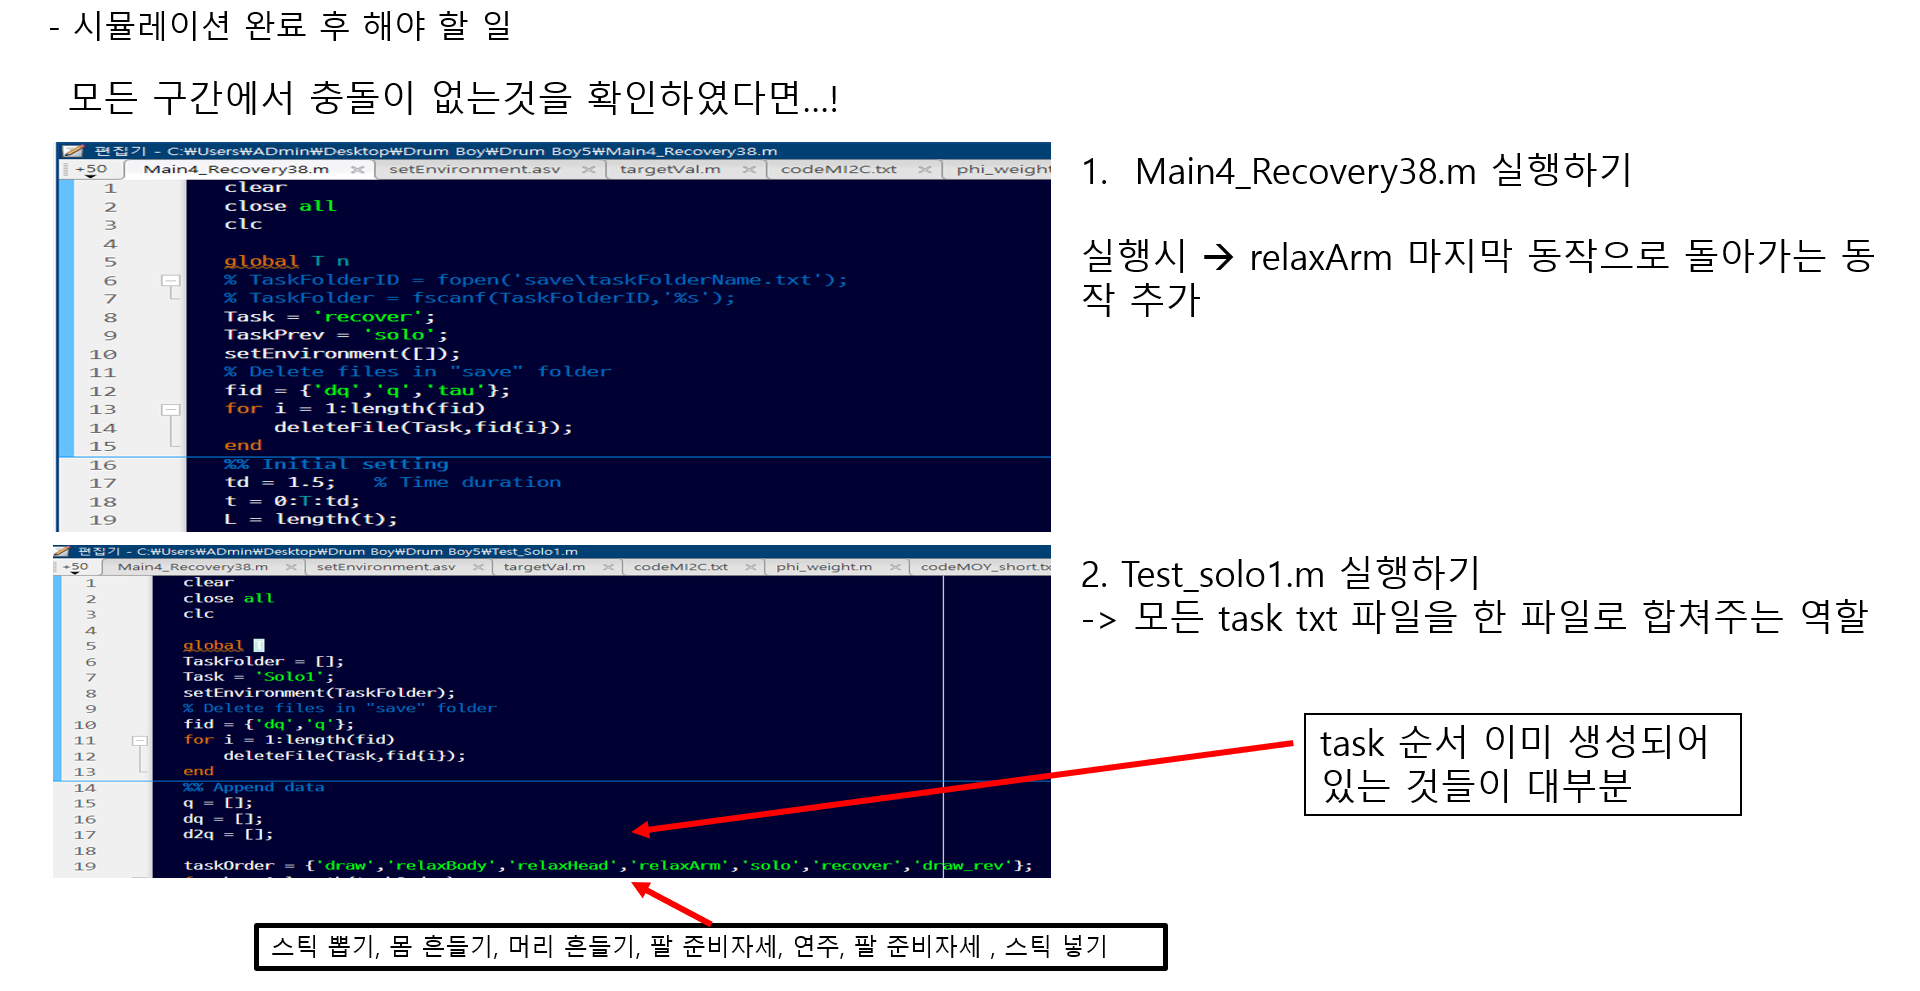 - 시뮬레이션 완료 후 해야 할 일
모든 구간에서 충돌이 없는것을 확인하였다면...!
편집기 - C:₩Users₩ADmin₩Desktop₩Drum Boy₩Drum Boy5₩Main4_Recovery38.m
+50 Main4_Recovery38.m × setEnvironment.asv × targetVal.m × codeMI2C.txt × phi_weight
1 clear
2 close all
3 clc
4
5 global T n
6 % TaskFolderID = fopen('save\taskFolderName.txt');
7 % TaskFolder = fscanf(TaskFolderID,'%s');
8 Task = 'recover';
9 TaskPrev = 'solo';
10 setEnvironment([]);
11 % Delete files in "save" folder
12 fid = {'dq','q','tau'};
13 for i = 1:length(fid)
14 deleteFile(Task,fid{i});
15 end
16 %% Initial setting
17 td = 1.5; % Time duration
18 t = 0:T:td;
19 L = length(t);
1. Main4_Recovery38.m 실행하기
실행시 → relaxArm 마지막 동작으로 돌아가는 동
작 추가
편집기 - C:₩Users₩ADmin₩Desktop₩Drum Boy₩Drum Boy5₩Test_Solo1.m
+50 Main4_Recovery38.m × setEnvironment.asv × targetVal.m × codeMI2C.txt × phi_weight.m × codeMOY_short.tx
1 clear
2 close all
3 clc
4
5 global T
6 TaskFolder = [];
7 Task = 'Solo1';
8 setEnvironment(TaskFolder);
9 % Delete files in "save" folder
10 fid = {'dq','q'};
11 for i = 1:length(fid)
12 deleteFile(Task,fid{i});
13 end
14 %% Append data
15 q = [];
16 dq = [];
17 d2q = [];
18
19 taskOrder = {'draw','relaxBody','relaxHead','relaxArm','solo','recover','draw_rev'};
2. Test_solo1.m 실행하기
-> 모든 task txt 파일을 한 파일로 합쳐주는 역할
task 순서 이미 생성되어
있는 것들이 대부분
스틱 뽑기, 몸 흔들기, 머리 흔들기, 팔 준비자세, 연주, 팔 준비자세 , 스틱 넣기